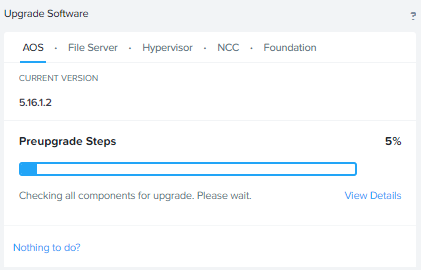 Upgrade Software ?
AOS · File Server · Hypervisor · NCC · Foundation
CURRENT VERSION
5.16.1.2
Preupgrade Steps 5%
Checking all components for upgrade. Please wait. View Details
Nothing to do?